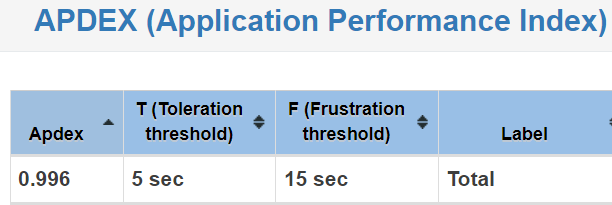 APDEX (Application Performance Index)
Apdex
T (Toleration
threshold)
F (Frustration
threshold)
Label
0.996
5 sec
15 sec
Total